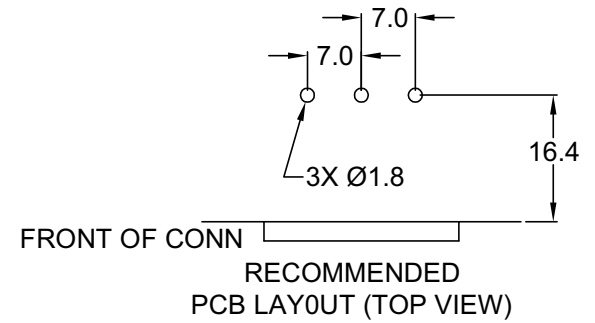 7.0
7.0
16.4
3X Ø1.8
FRONT OF CONN
RECOMMENDED
PCB LAY0UT (TOP VIEW)